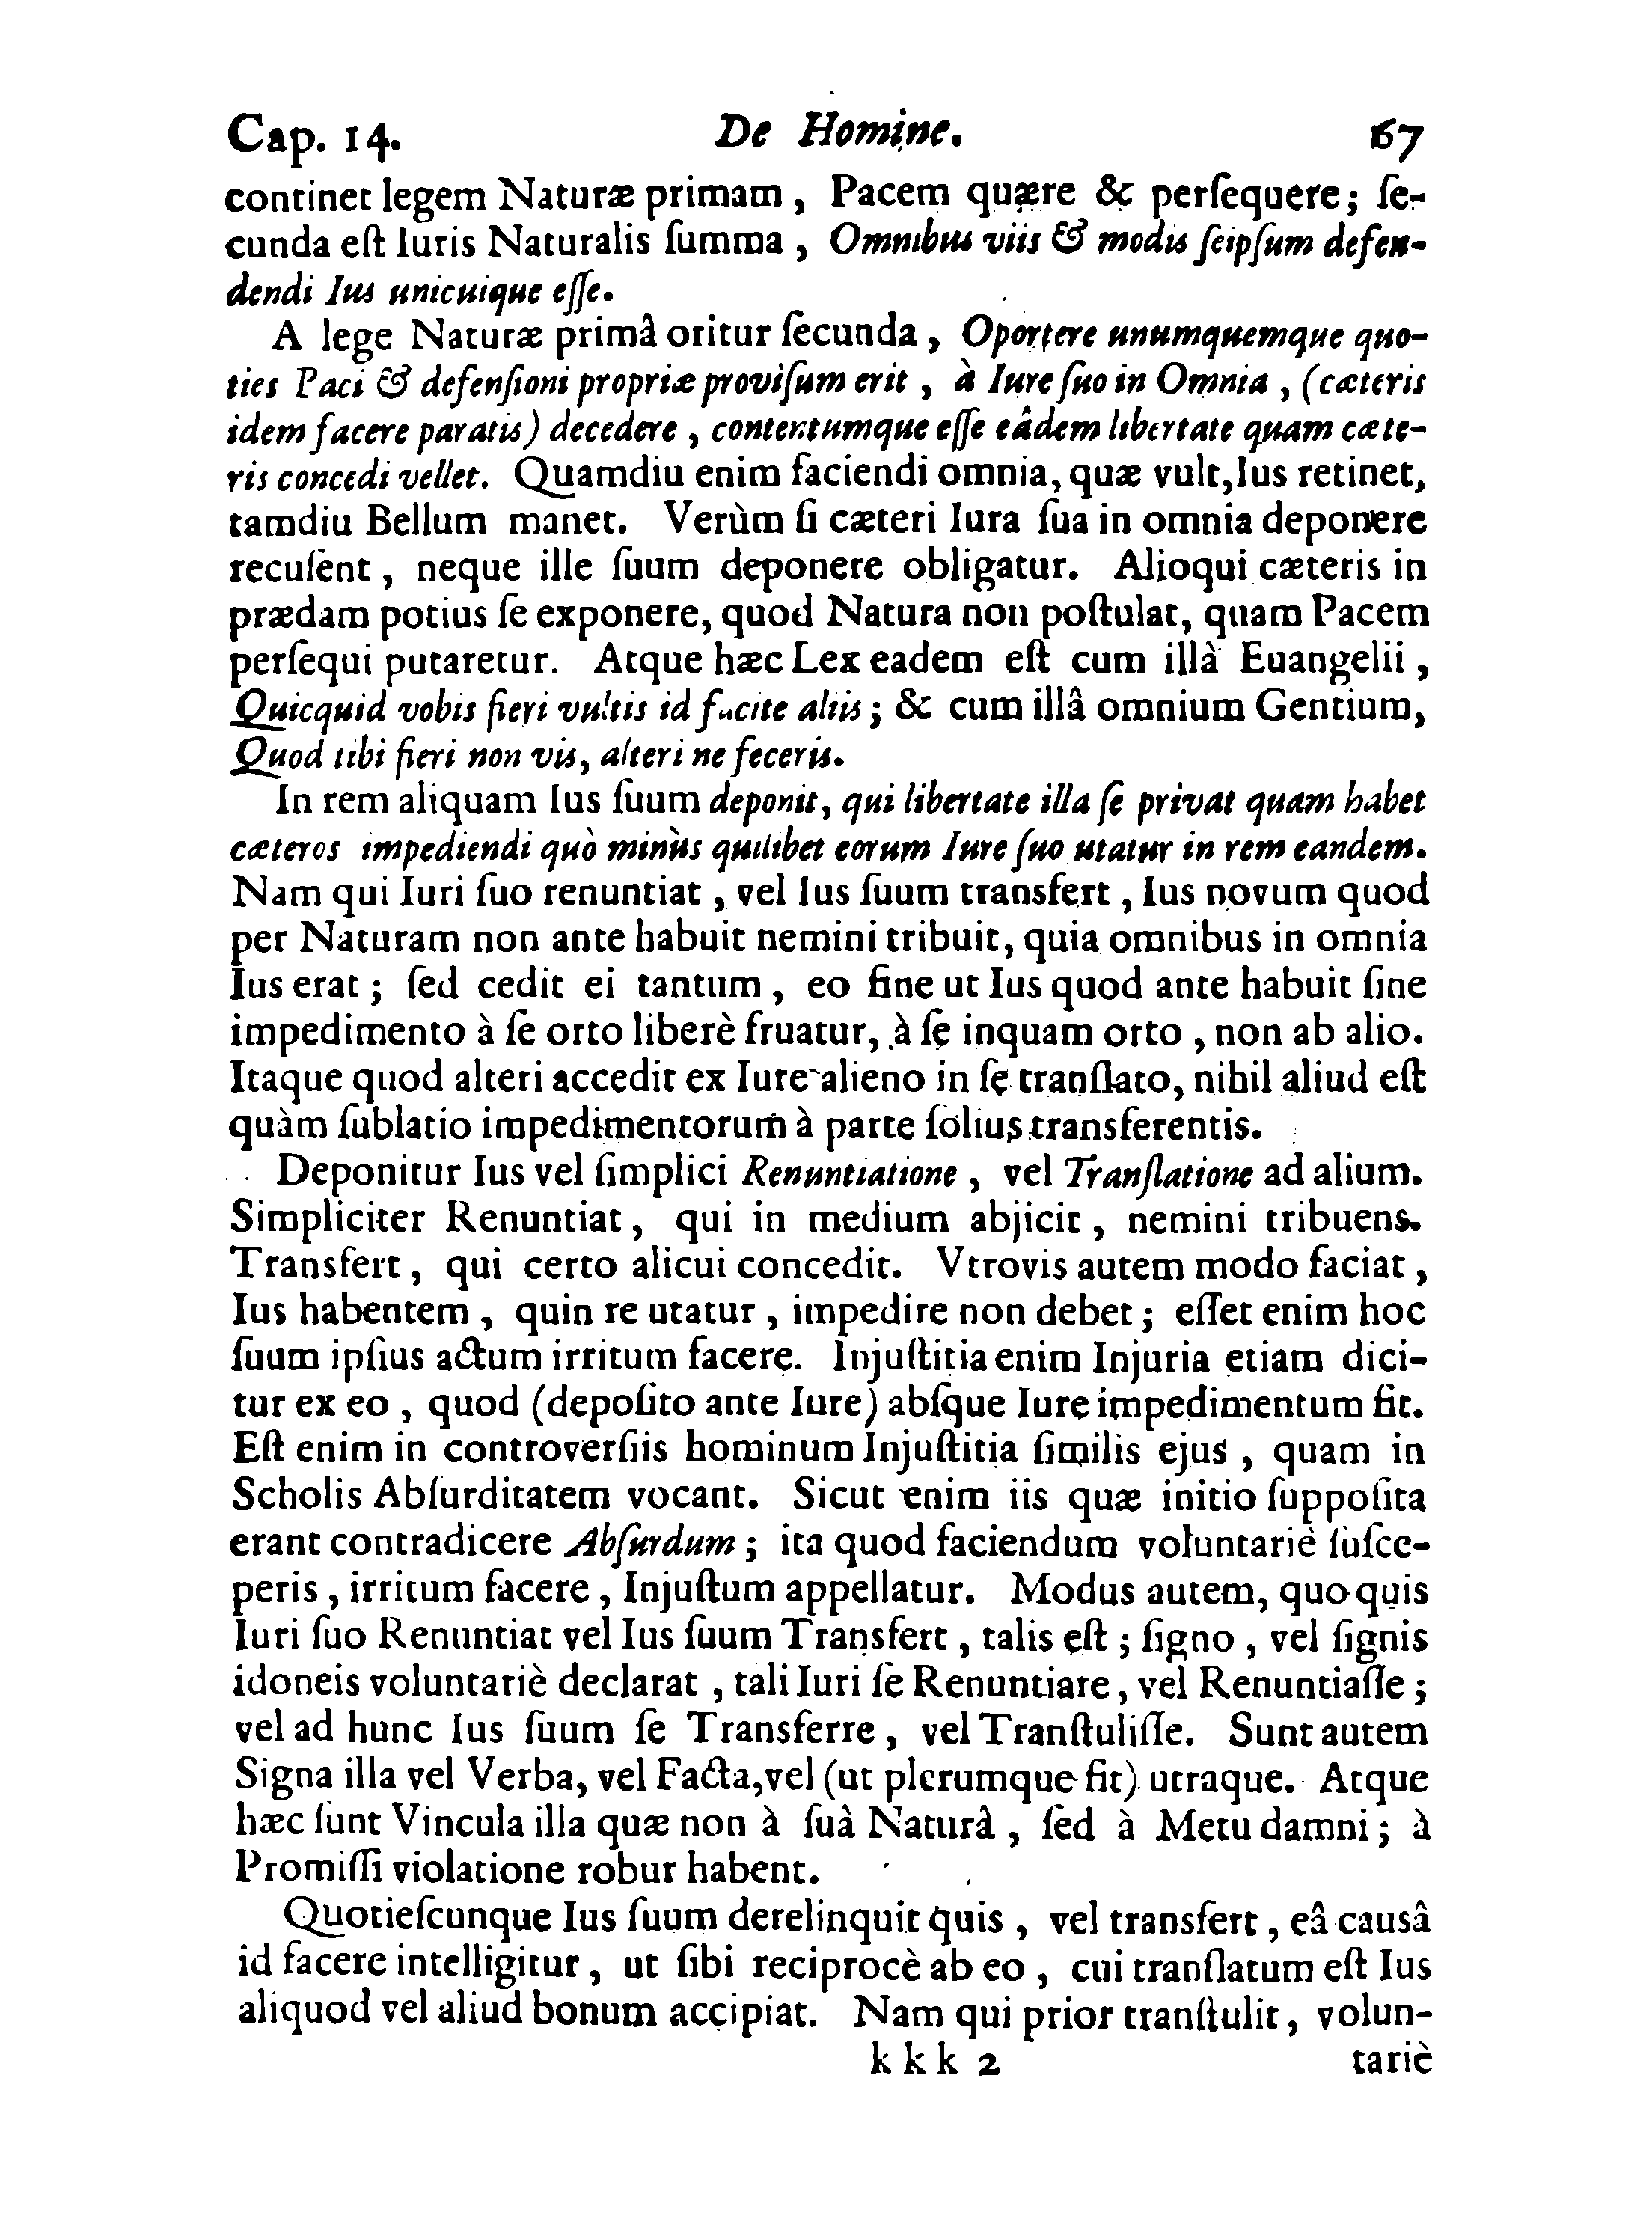 Cap. 14. De Homine. 67
continet legem Naturæ primam, Pacem quære & perſequere; ſe-
cunda eſt Iuris Naturalis ſumma, Omnibus viis & modis ſeipſum defen-
dendi Ius unicuique eſſe.
A lege Naturæ primâ oritur ſecunda, Oportere unumquemque quo-
ties Paci & defenſioni propriæ proviſum erit, à Iure ſuo in Omnia, (cæteris
idem facere paratis) decedere, contentumque eſſe eâdem libertate quam cæte-
ris concedi vellet. Quamdiu enim faciendi omnia, quæ vult, Ius retinet,
tamdiu Bellum manet. Verùm ſi cæteri Iura ſua in omnia deponere
recuſent, neque ille ſuum deponere obligatur. Alioqui cæteris in
prædam potius ſe exponere, quod Natura non poſtulat, quam Pacem
perſequi putaretur. Atque hæc Lex eadem eſt cum illâ Euangelii,
Quicquid vobis fieri vultis id facite aliis; & cum illâ omnium Gentium,
Quod tibi fieri non vis, alteri ne feceris.
In rem aliquam Ius ſuum deponit, qui libertate illa ſe privat quam habet
cæteros impediendi quò minùs quilibet eorum Iure ſuo utatur in rem eandem.
Nam qui Iuri ſuo renuntiat, vel Ius ſuum transfert, Ius novum quod
per Naturam non ante habuit nemini tribuit, quia omnibus in omnia
Ius erat; ſed cedit ei tantum, eo fine ut Ius quod ante habuit ſine
impedimento à ſe orto liberè fruatur, à ſe inquam orto, non ab alio.
Itaque quod alteri accedit ex Iure alieno in ſe tranſlato, nihil aliud eſt
quàm ſublatio impedimentorum à parte ſolius transferentis.
Deponitur Ius vel ſimplici Renuntiatione, vel Tranſlatione ad alium.
Simpliciter Renuntiat, qui in medium abjicit, nemini tribuens.
Transfert, qui certo alicui concedit. Vtrovis autem modo faciat,
Ius habentem, quin re utatur, impedire non debet; eſſet enim hoc
ſuum ipſius actum irritum facere. Injuſtitia enim Injuria etiam dici-
tur ex eo, quod (depoſito ante Iure) abſque Iure impedimentum fit.
Eſt enim in controverſiis hominum Injuſtitia ſimilis ejus, quam in
Scholis Abſurditatem vocant. Sicut enim iis quæ initio ſuppoſita
erant contradicere Abſurdum; ita quod faciendum voluntariè ſuſce-
peris, irritum facere, Injuſtum appellatur. Modus autem, quo quis
Iuri ſuo Renuntiat vel Ius ſuum Transfert, talis eſt; ſigno, vel ſignis
idoneis voluntariè declarat, tali Iuri ſe Renuntiare, vel Renuntiaſſe;
vel ad hunc Ius ſuum ſe Transferre, vel Tranſtuliſſe. Sunt autem
Signa illa vel Verba, vel Facta, vel (ut plerumque fit) utraque. Atque
hæc ſunt Vincula illa quæ non à ſuâ Naturâ, ſed à Metu damni; à
Promiſſi violatione robur habent.
Quotieſcunque Ius ſuum derelinquit quis, vel transfert, eâ causâ
id facere intelligitur, ut ſibi reciprocè ab eo, cui tranſlatum eſt Ius
aliquod vel aliud bonum accipiat. Nam qui prior tranſtulit, volun-
kkk 2 tariè